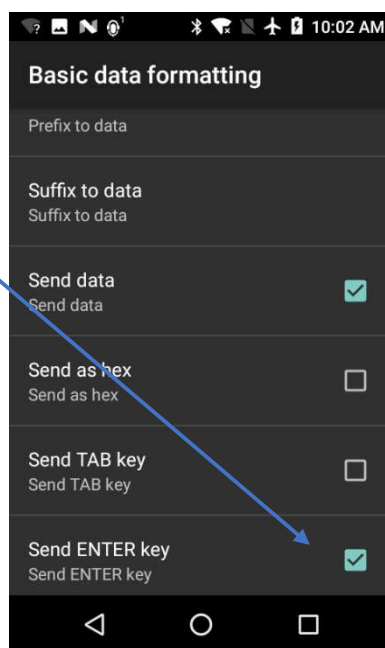 10:02 AM
Basic data formatting
Prefix to data
Suffix to data
Suffix to data
Send data
Send data
Send as hex
Send as hex
Send TAB key
Send TAB key
Send ENTER key
Send ENTER key